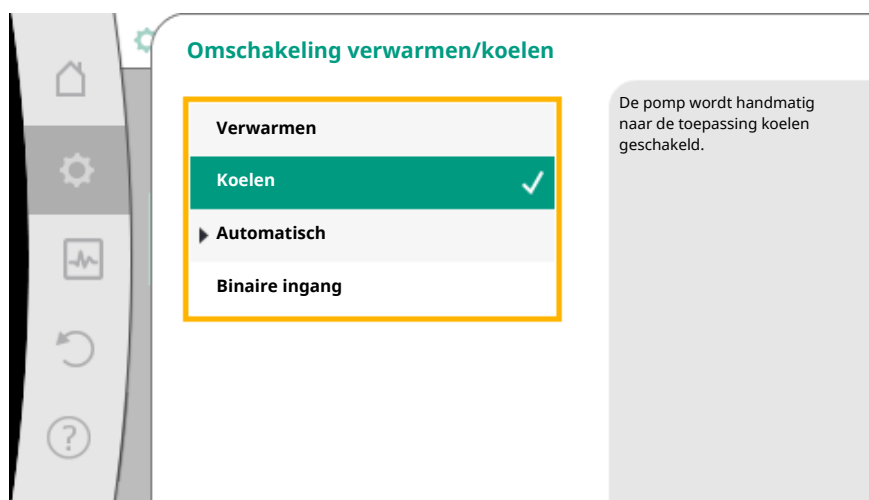 Omschakeling verwarmen/koelen
Verwarmen
Koelen
Automatisch
Binaire ingang
De pomp wordt handmatig
naar de toepassing koelen
geschakeld.
?